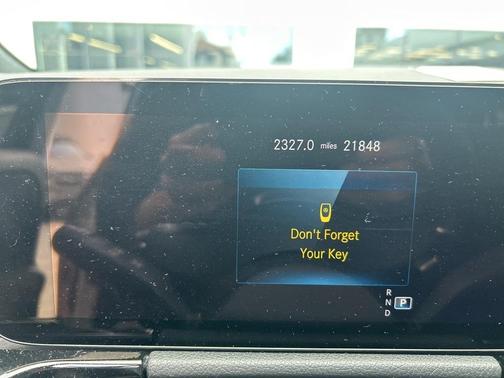 2327.0 miles 21848
Don't Forget
Your Key
R
N P
D